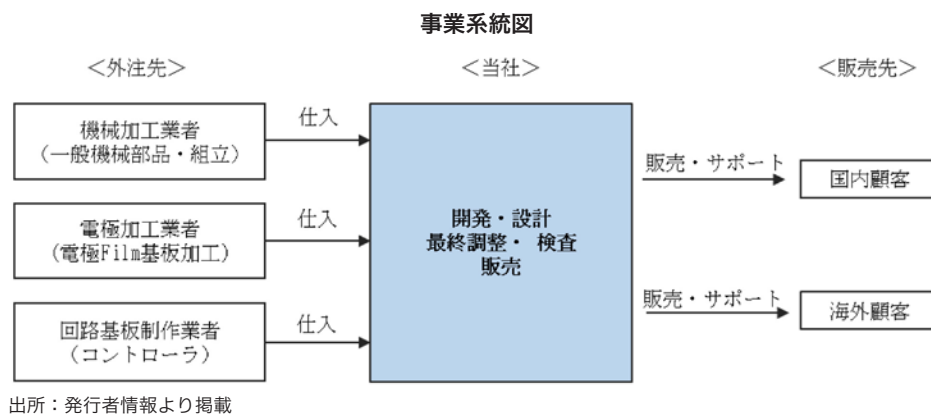 事業系統図
＜外注先＞
＜当社＞
＜販売先＞
機械加工業者
（一般機械部品・組立）
仕入
電極加工業者
（電極Film基板加工）
仕入
回路基板制作業者
（コントローラ）
仕入
開発・設計
最終調整・ 検査
販売
販売・サポート
国内顧客
販売・サポート
海外顧客
出所：発行者情報より掲載